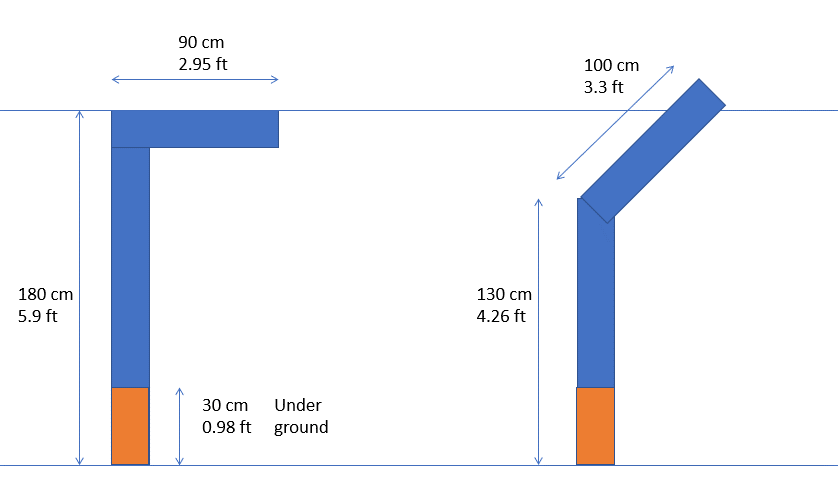 90 cm
2.95 ft
100 cm
3.3 ft
180 cm
5.9 ft
130 cm
4.26 ft
30 cm Under
0.98 ft ground